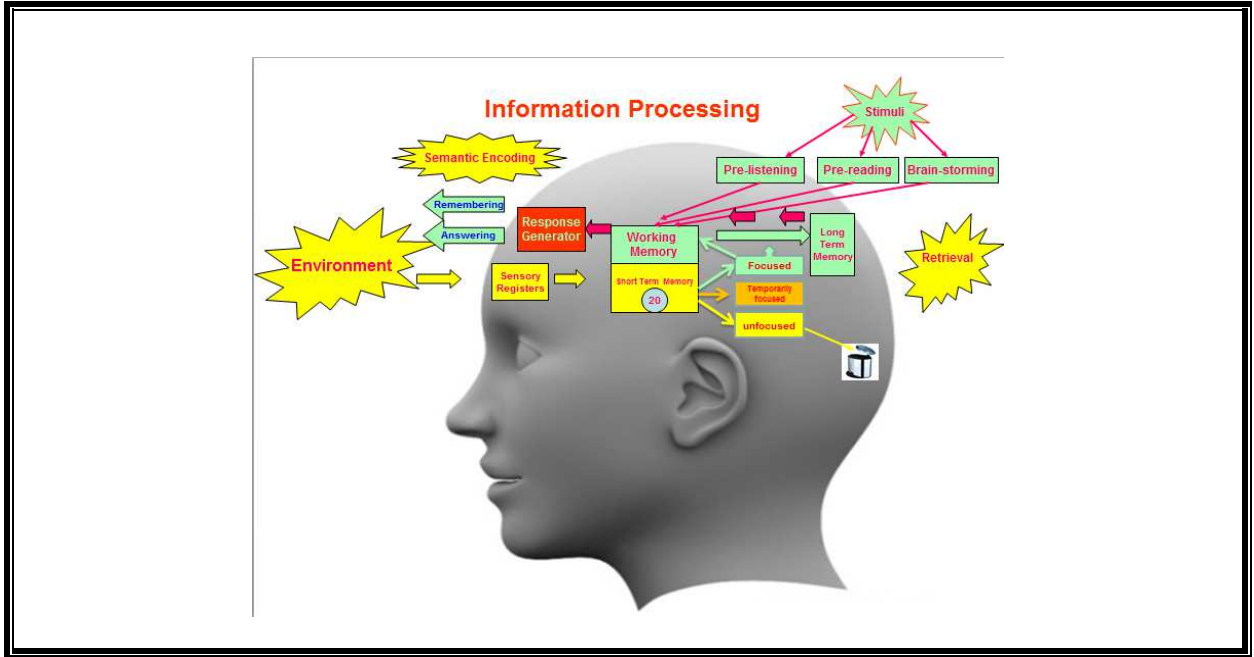 Information Processing
Stimuli
Semantic Encoding
Pre-listening
Pre-reading
Brain-storming
Remembering
Answering
Response
Generator
Working
Memory
Long
Term
Memory
Environment
Retrieval
Sensory
Registers
Short Term Memory
20
Focused
Temporarily
focused
unfocused